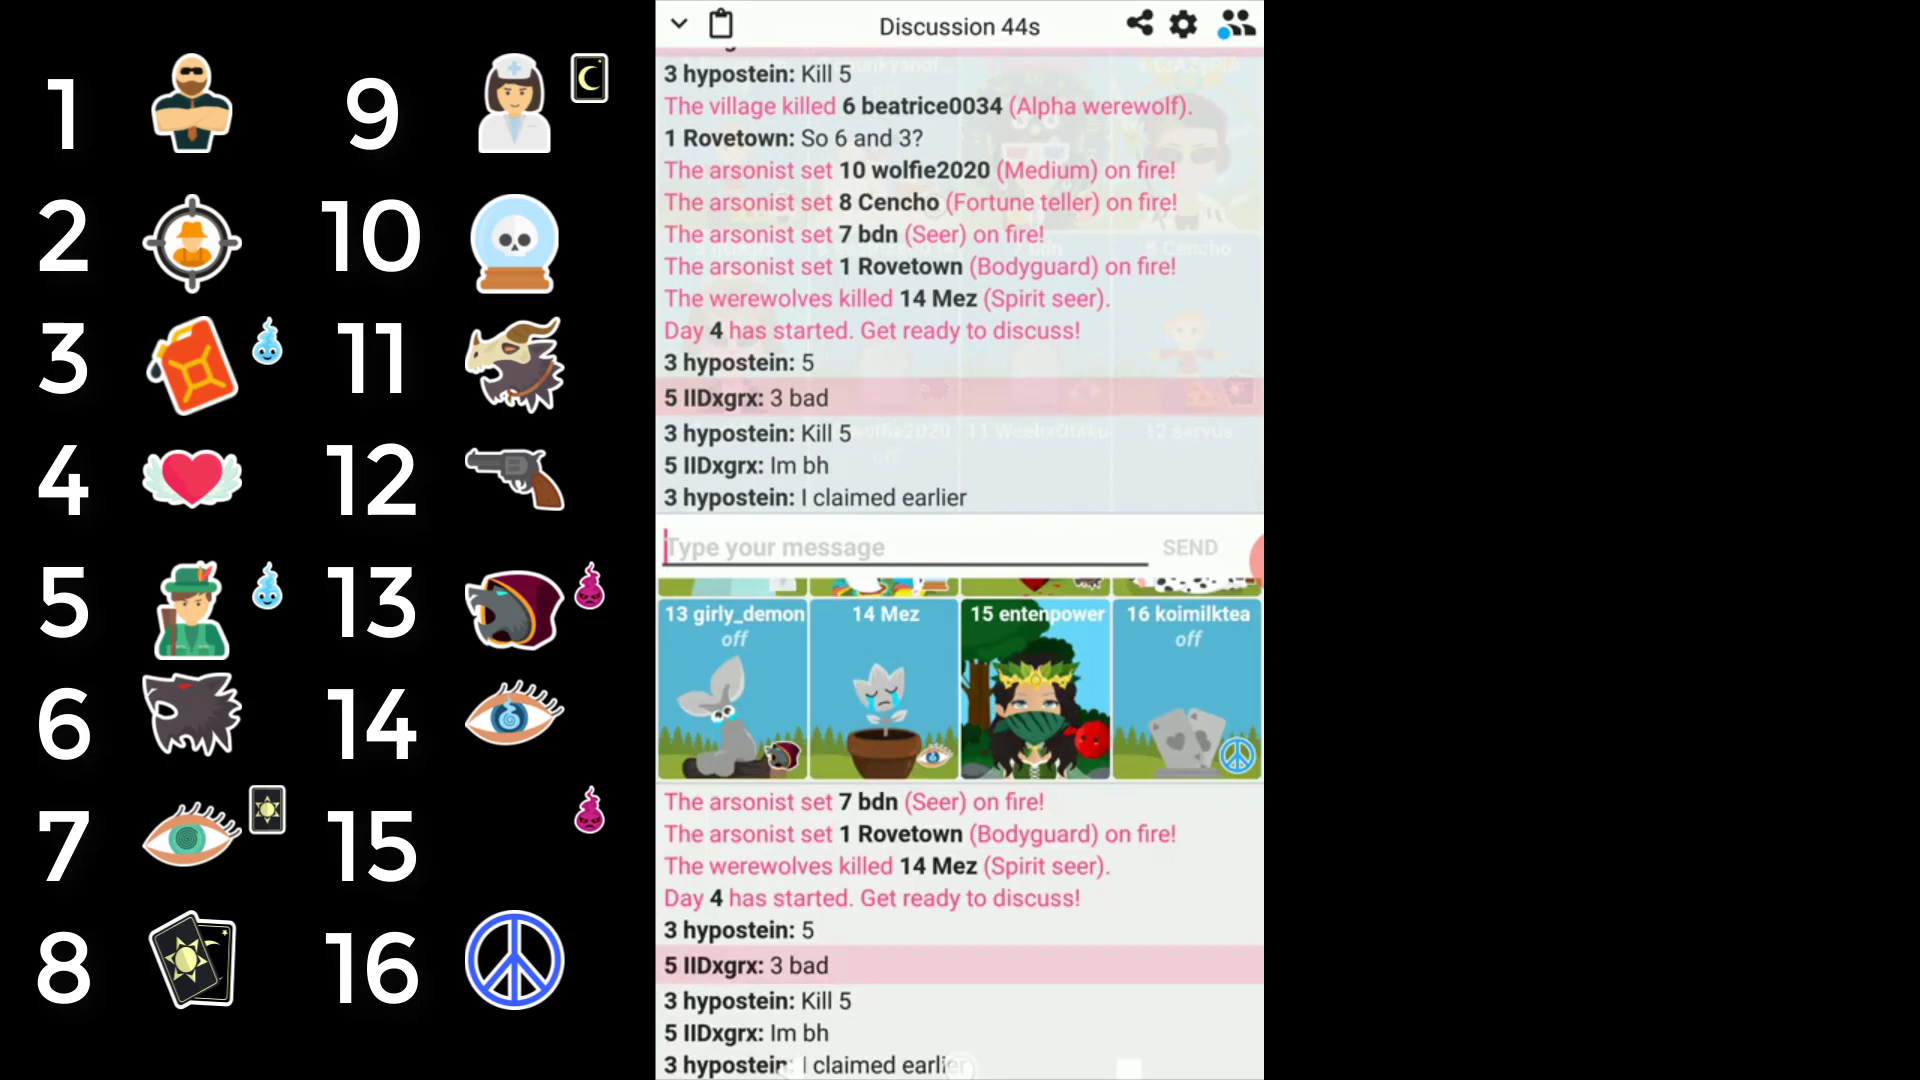 1
2
3
4
5
6
7
8
9
10
11
12
13
14
15
16
Discussion 44s
3 hypostein: Kill 5
The village killed 6 beatrice0034 (Alpha werewolf).
1 Rovetown: So 6 and 3?
The arsonist set 10 wolfie2020 (Medium) on fire!
The arsonist set 8 Cencho (Fortune teller) on fire!
The arsonist set 7 bdn (Seer) on fire!
The arsonist set 1 Rovetown (Bodyguard) on fire!
The werewolves killed 14 Mez (Spirit seer).
Day 4 has started. Get ready to discuss!
3 hypostein: 5
5 IIDxgrx: 3 bad
3 hypostein: Kill 5
5 IIDxgrx: Im bh
3 hypostein: I claimed earlier
Type your message
SEND
13 girly_demon
off
14 Mez
15 entenpower
16 koimilktea
off
The arsonist set 7 bdn (Seer) on fire!
The arsonist set 1 Rovetown (Bodyguard) on fire!
The werewolves killed 14 Mez (Spirit seer).
Day 4 has started. Get ready to discuss!
3 hypostein: 5
5 IIDxgrx: 3 bad
3 hypostein: Kill 5
5 IIDxgrx: Im bh
3 hypostein: I claimed earlier